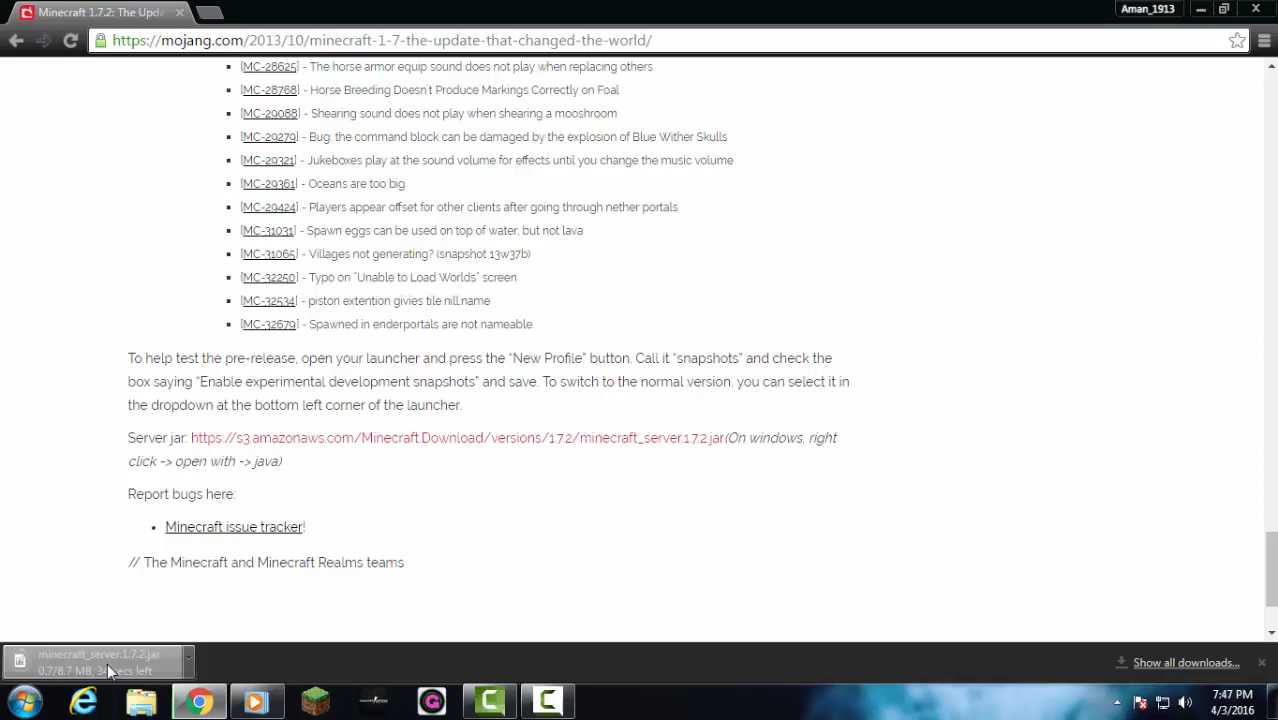 Minecraft 1.7.2: The Upda
Aman_1913
https://mojang.com/2013/10/minecraft-1-7-the-update-that-changed-the-world/
[MC-28625] - The horse armor equip sound does not play when replacing others
[MC-28768] - Horse Breeding Doesn't Produce Markings Correctly on Foal
[MC-29088] - Shearing sound does not play when shearing a mooshroom
[MC-29279] - Bug: the command block can be damaged by the explosion of Blue Wither Skulls
[MC-29321] - Jukeboxes play at the sound volume for effects until you change the music volume
[MC-29361] - Oceans are too big
[MC-29424] - Players appear offset for other clients after going through nether portals
[MC-31031] - Spawn eggs can be used on top of water, but not lava
[MC-31065] - Villages not generating? (snapshot 13w37b)
[MC-32250] - Typo on "Unable to Load Worlds" screen
[MC-32534] - piston extention givies tile.nill.name
[MC-32679] - Spawned in enderportals are not nameable
To help test the pre-release, open your launcher and press the "New Profile" button. Call it "snapshots" and check the
box saying "Enable experimental development snapshots" and save. To switch to the normal version, you can select it in
the dropdown at the bottom left corner of the launcher.
Server jar: https://s3.amazonaws.com/Minecraft.Download/versions/1.7.2/minecraft_server.1.7.2.jar(On windows, right
click -> open with -> java)
Report bugs here:
Minecraft issue tracker!
// The Minecraft and Minecraft Realms teams
minecraft_server.1.7.2.jar
0.7/8.7 MB, 34 secs left
Show all downloads...
7:47 PM
4/3/2016